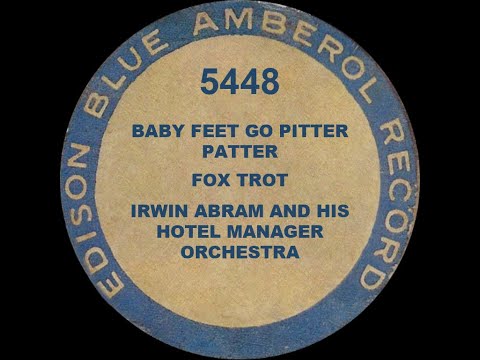 EDISON BLUE AMBEROL RECORD
5448
BABY FEET GO PITTER
PATTER
FOX TROT
IRWIN ABRAM AND HIS
HOTEL MANAGER
ORCHESTRA